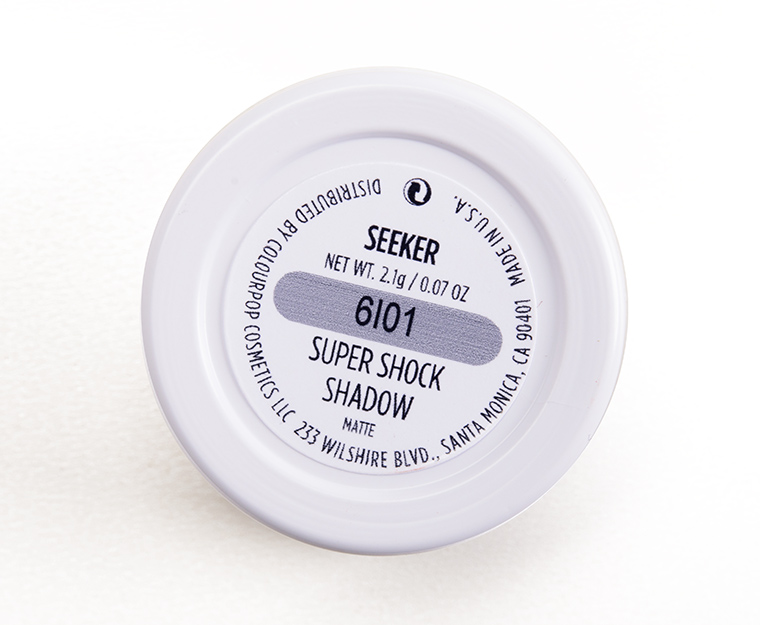 SEEKER
NET WT. 2.1g / 0.07 OZ
6I01
SUPER SHOCK
SHADOW
MATTE
DISTRIBUTED BY COLOURPOP COSMETICS LLC 233 WILSHIRE BLVD., SANTA MONICA, CA 90401 MADE IN U.S.A.